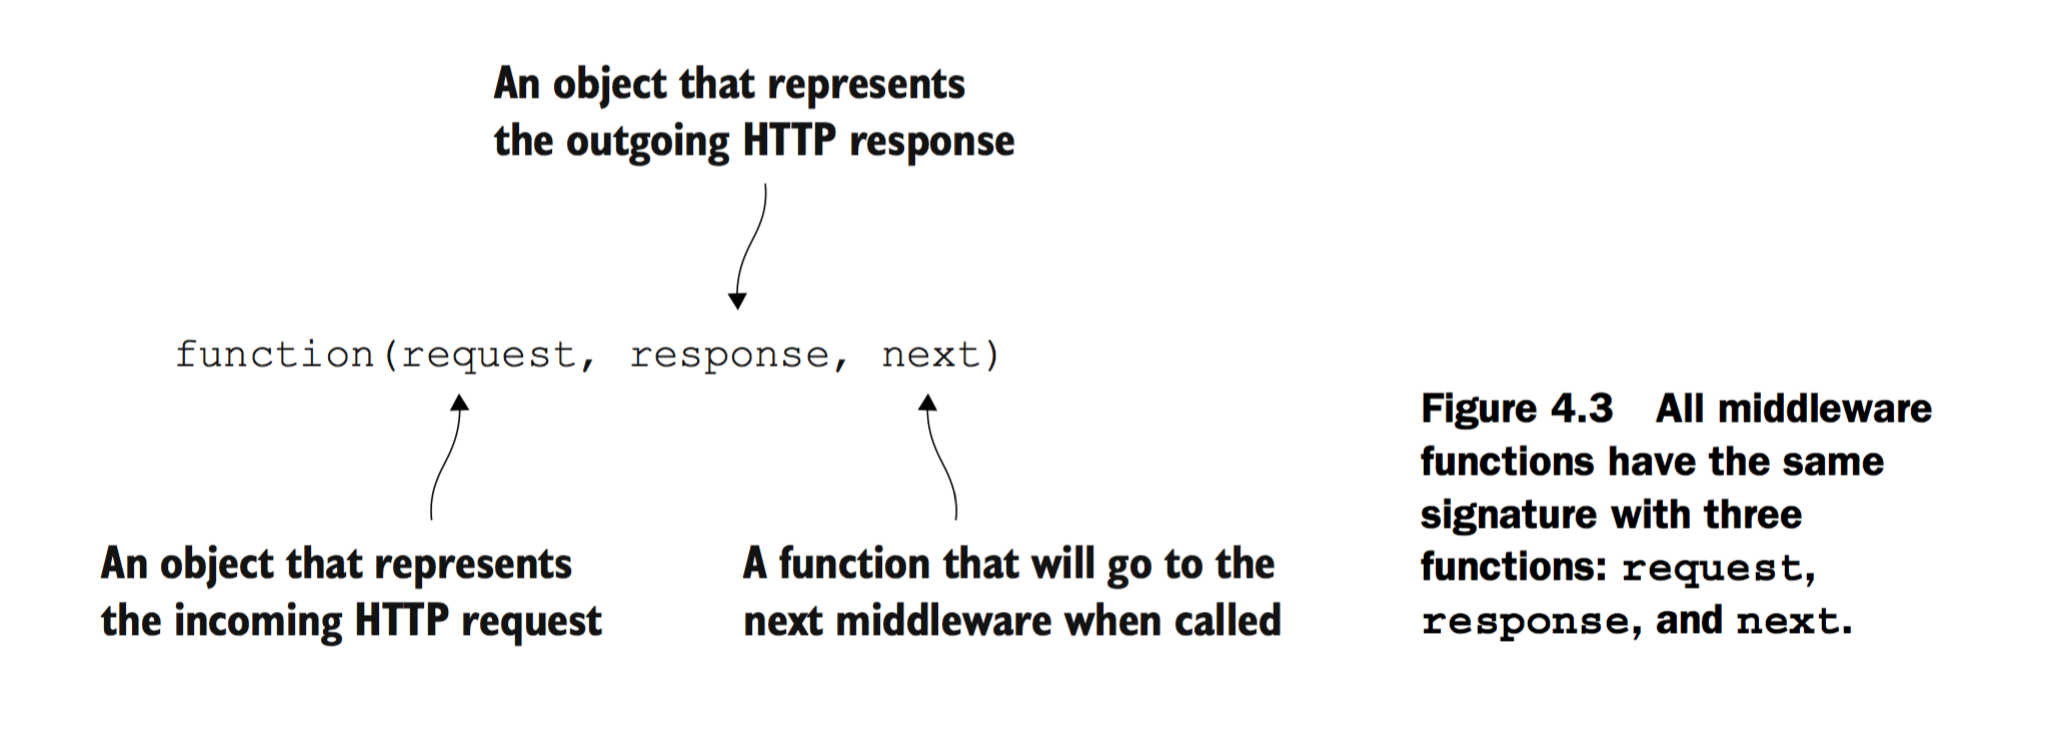 An object that represents
the outgoing HTTP response
function(request, response, next)
An object that represents
the incoming HTTP request
A function that will go to the
next middleware when called
Figure 4.3 All middleware
functions have the same
signature with three
functions: request,
response, and next.